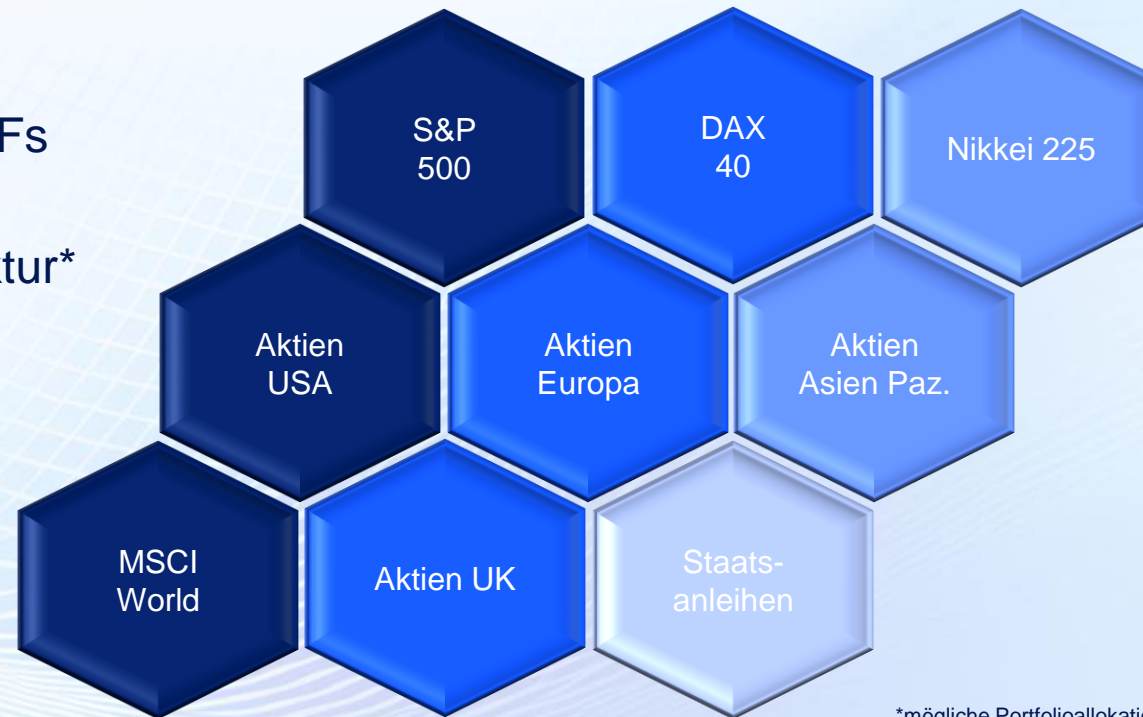 Fs
tur*
S&P
500
DAX
40
Nikkei 225
Aktien
USA
Aktien
Europa
Aktien
Asien Paz.
MSCI
World
Aktien UK
Staats-
anleihen
*mögliche